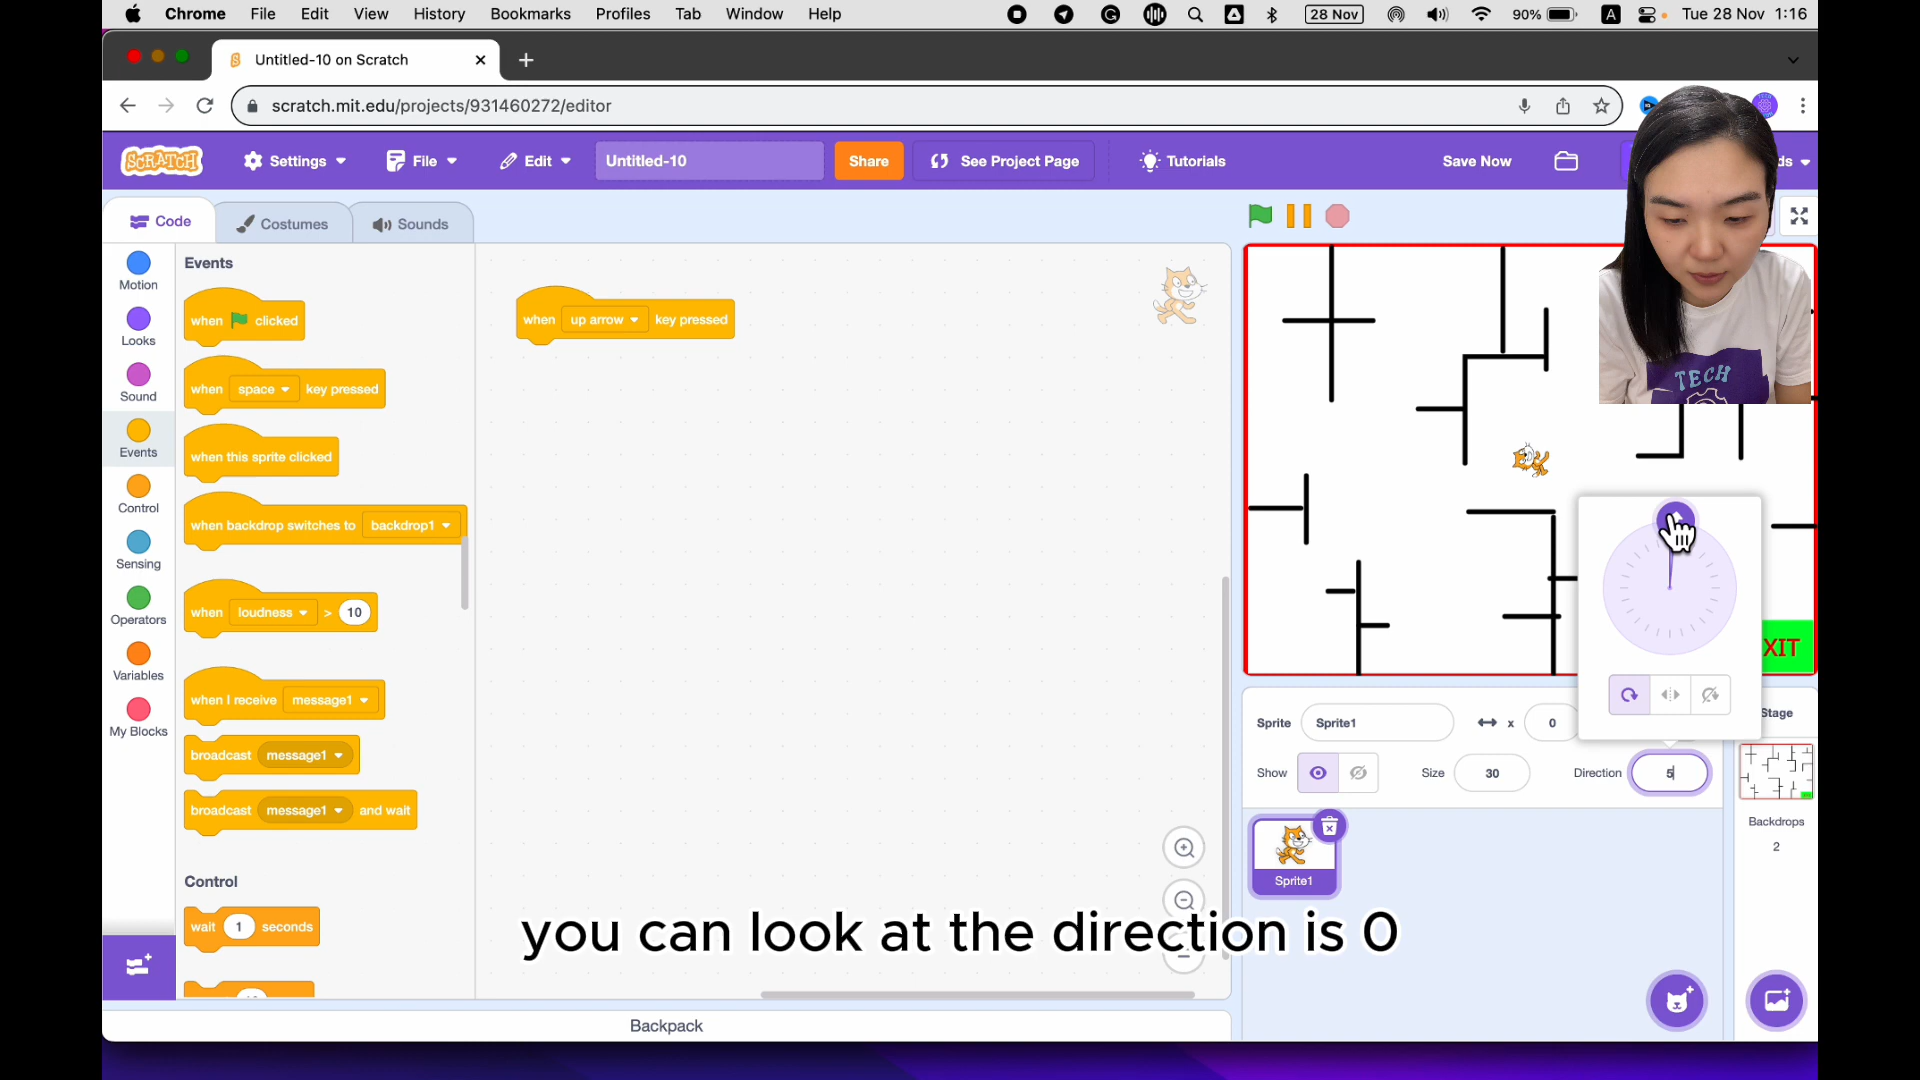 Chrome File Edit View History Bookmarks Profiles Tab Window Help 28 Nov 90% A Tue 28 Nov 1:16
Untitled-10 on Scratch
scratch.mit.edu/projects/931460272/editor
SCRATCH Settings File Edit Untitled-10 Share See Project Page Tutorials Save Now ds
Code Costumes Sounds
Motion
Looks
Sound
Events
Control
Sensing
Operators
Variables
My Blocks
Events
when clicked
when space key pressed
when this sprite clicked
when backdrop switches to backdrop1
when loudness > 10
when I receive message1
broadcast message1
broadcast message1 and wait
Control
wait 1 seconds
when up arrow key pressed
TECH
XIT
Sprite Sprite1 x 0
Show Size 30 Direction 5
Sprite1
Stage
Backdrops
2
you can look at the direction is 0
Backpack